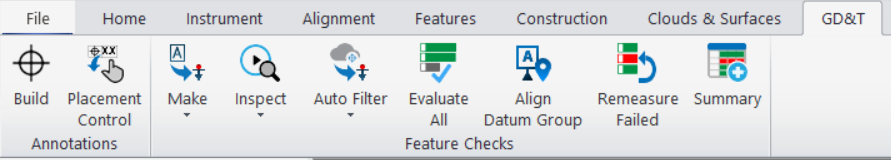 File Home Instrument Alignment Features Construction Clouds & Surfaces GD&T
XX A A
Build Placement Make Inspect Auto Filter Evaluate Align Remeasure Summary
Control All Datum Group Failed
Annotations Feature Checks